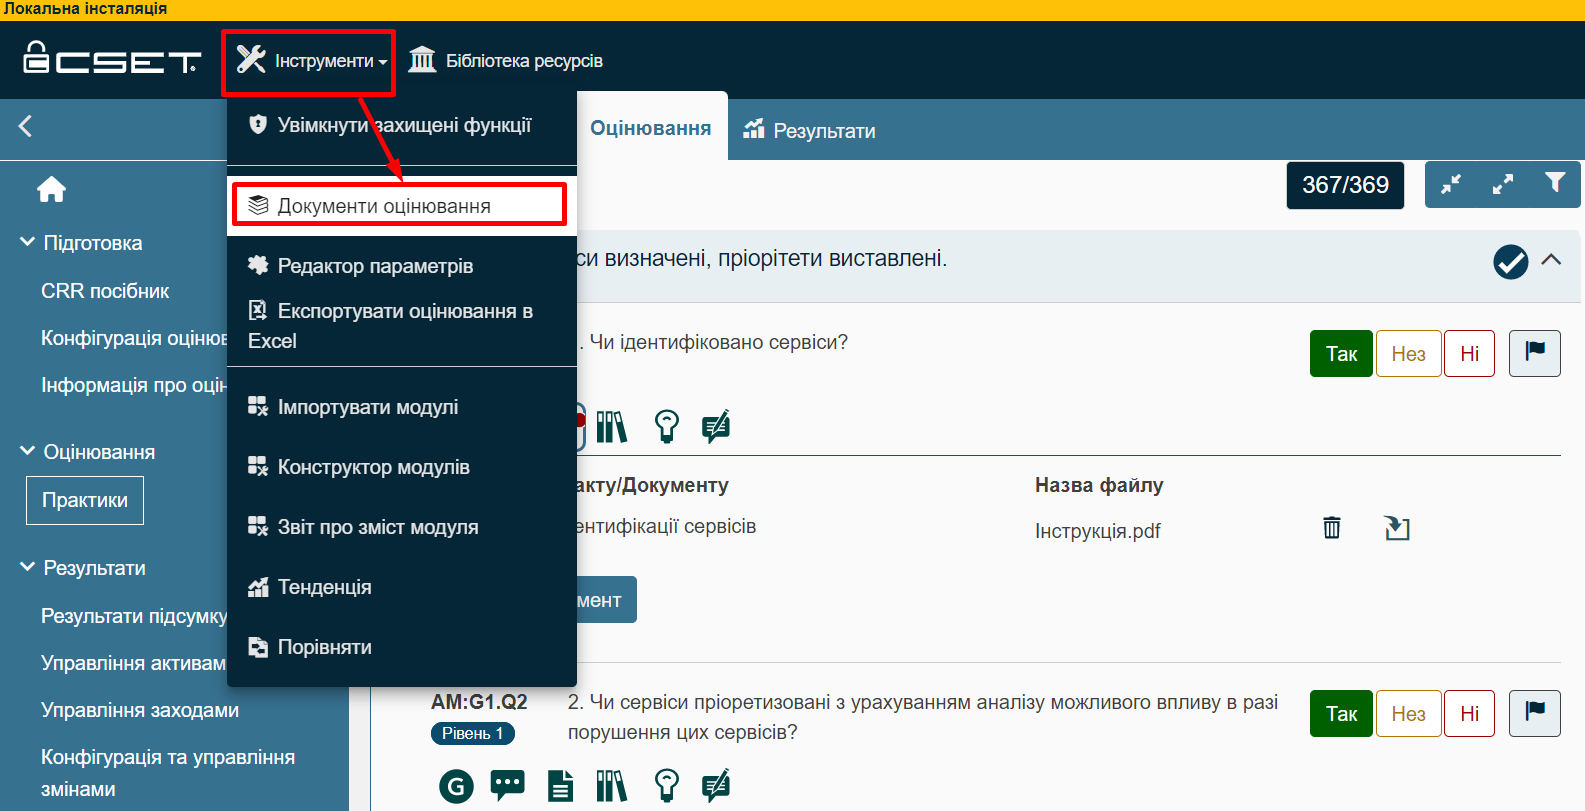 Локальна інсталяція
CSET
Інструменти
Бібліотека ресурсів
Увімкнути захищені функції
Документи оцінювання
Редактор параметрів
Експортувати оцінювання в
Excel
Імпортувати модулі
Конструктор модулів
Звіт про зміст модуля
Тенденція
Порівняти
Оцінювання
Результати
367/369
Підготовка
CRR посібник
Конфігурація оцінюв
Інформація про оцін
Оцінювання
Практики
Результати
Результати підсумку
Управління активам
Управління заходами
Конфігурація та управління
змінами
си визначені, пріорітети виставлені.
. Чи ідентифіковано сервіси?
Так Нез Ні
акту/Документу
Назва файлу
ентифікації сервісів
Інструкція.pdf
мент
AM:G1.Q2
Рівень 1
2. Чи сервіси пріоретизовані з урахуванням аналізу можливого впливу в разі
порушення цих сервісів?
Так Нез Ні
G